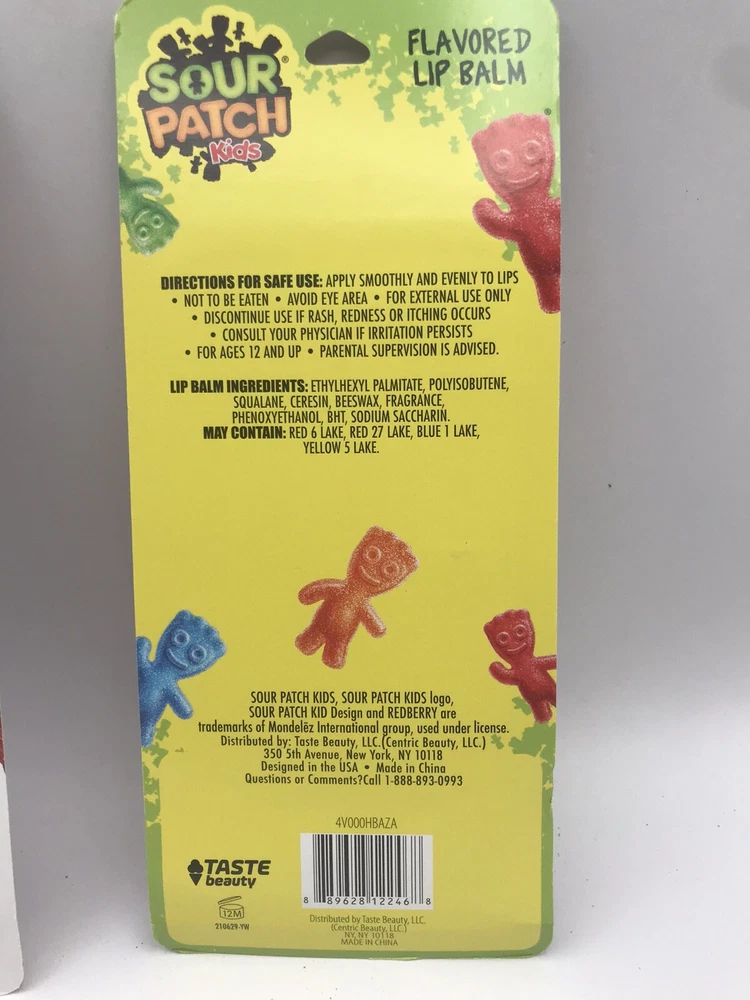 SOUR®
PATCH
Kids
FLAVORED
LIP BALM
®
DIRECTIONS FOR SAFE USE: APPLY SMOOTHLY AND EVENLY TO LIPS
• NOT TO BE EATEN • AVOID EYE AREA • FOR EXTERNAL USE ONLY
• DISCONTINUE USE IF RASH, REDNESS OR ITCHING OCCURS
• CONSULT YOUR PHYSICIAN IF IRRITATION PERSISTS
• FOR AGES 12 AND UP • PARENTAL SUPERVISION IS ADVISED.
LIP BALM INGREDIENTS: ETHYLHEXYL PALMITATE, POLYISOBUTENE,
SQUALANE, CERESIN, BEESWAX, FRAGRANCE,
PHENOXYETHANOL, BHT, SODIUM SACCHARIN.
MAY CONTAIN: RED 6 LAKE, RED 27 LAKE, BLUE 1 LAKE,
YELLOW 5 LAKE.
SOUR PATCH KIDS, SOUR PATCH KIDS logo,
SOUR PATCH KID Design and REDBERRY are
trademarks of Mondelēz International group, used under license.
Distributed by: Taste Beauty, LLC.(Centric Beauty, LLC.)
350 5th Avenue, New York, NY 10118
Designed in the USA • Made in China
Questions or Comments?Call 1-888-893-0993
4V000HBAZA
TASTE
beauty
8 89628 12246 8
12M
210629-YW
Distributed by Taste Beauty, LLC.
(Centric Beauty, LLC.)
NY, NY 10118
MADE IN CHINA